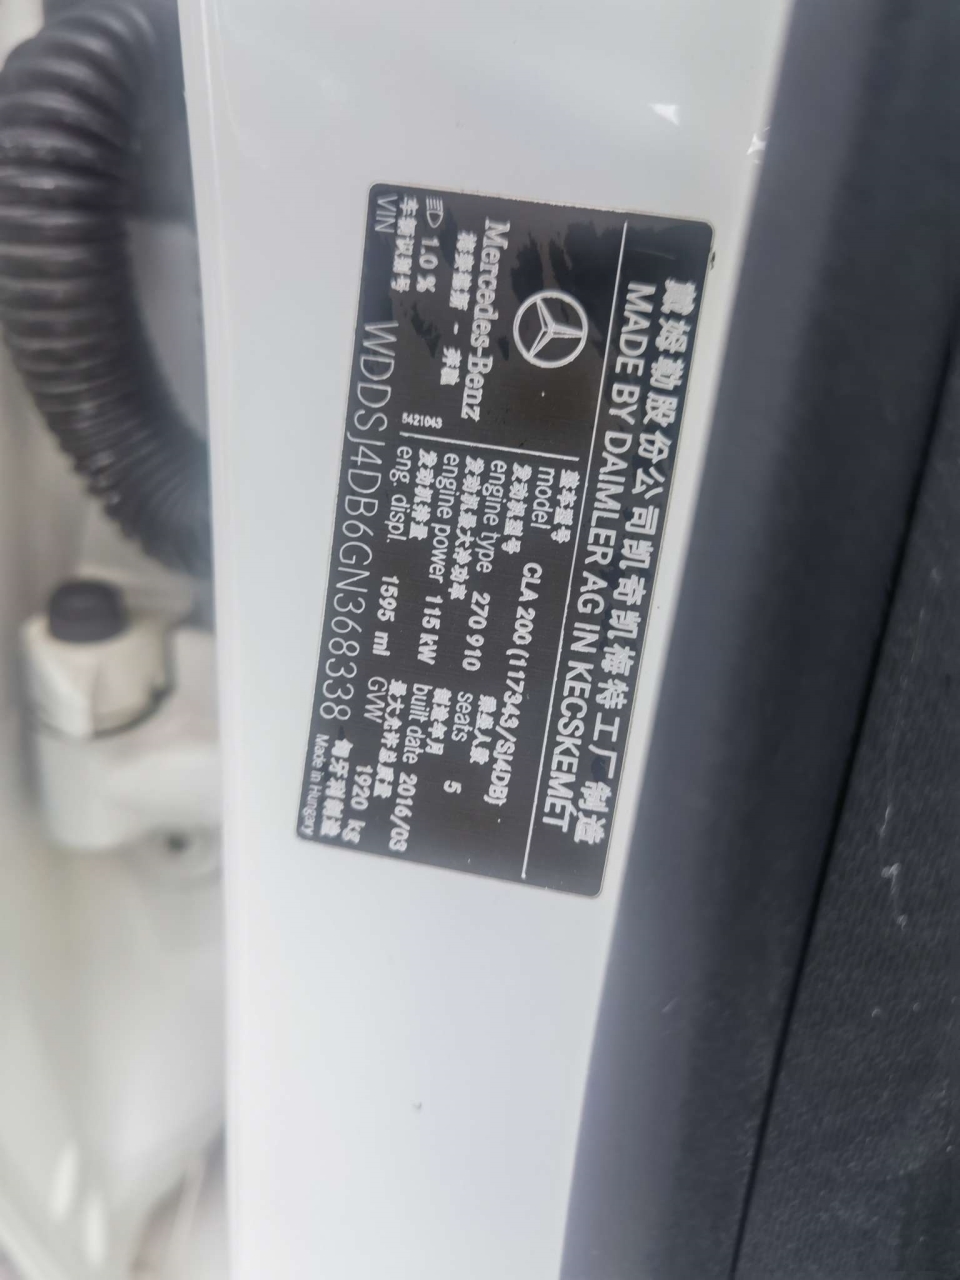 戴姆勒股份公司凯奇凯梅特工厂制造
MADE BY DAIMLER AG IN KECSKEMET
Mercedes-Benz
梅赛德斯 - 奔驰
1.0 %
5421043
整车型号
model CLA 200 (117343/SJ4DB)
发动机型号 乘坐人数
engine type 270 910 seats 5
发动机最大净功率 制造年月
engine power 115 kW built date 2016/03
发动机排量 最大允许总质量
eng. displ. 1595 ml GVW 1920 kg
车辆识别号 匈牙利制造
VIN WDDSJ4DB6GN368338 Made in Hungary